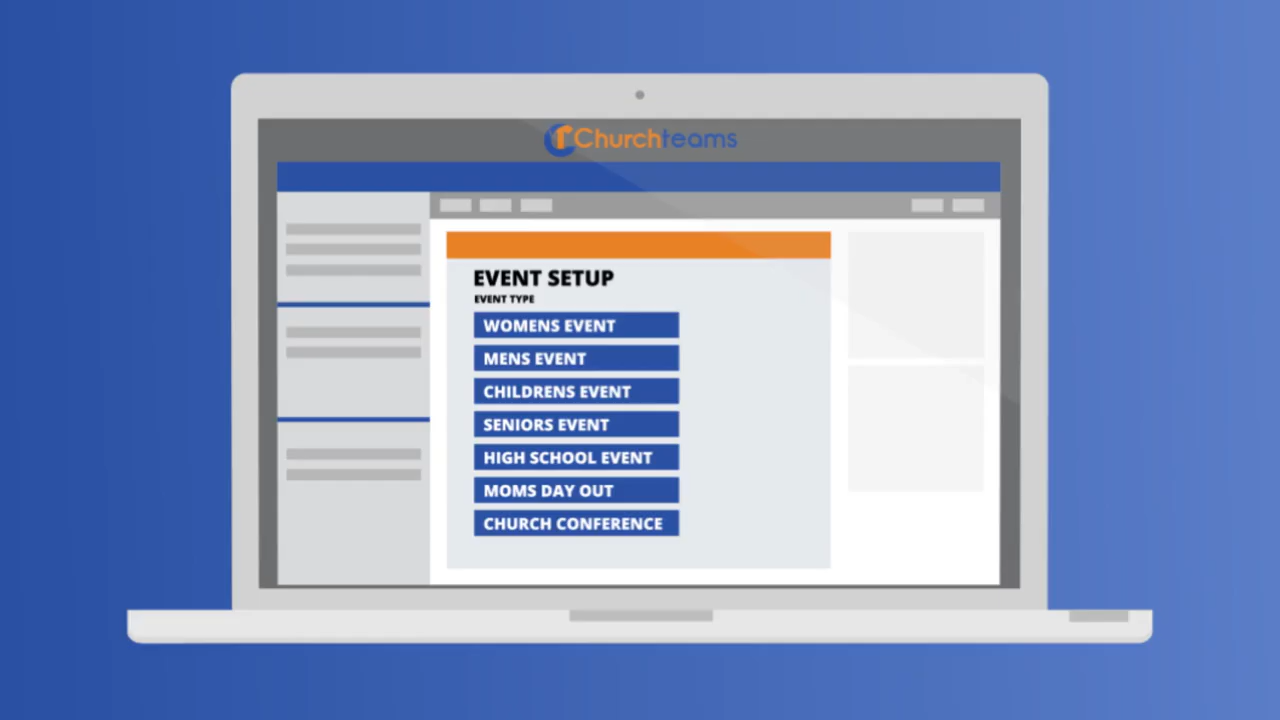 Churchteams
EVENT SETUP
EVENT TYPE
WOMENS EVENT
MENS EVENT
CHILDRENS EVENT
SENIORS EVENT
HIGH SCHOOL EVENT
MOMS DAY OUT
CHURCH CONFERENCE